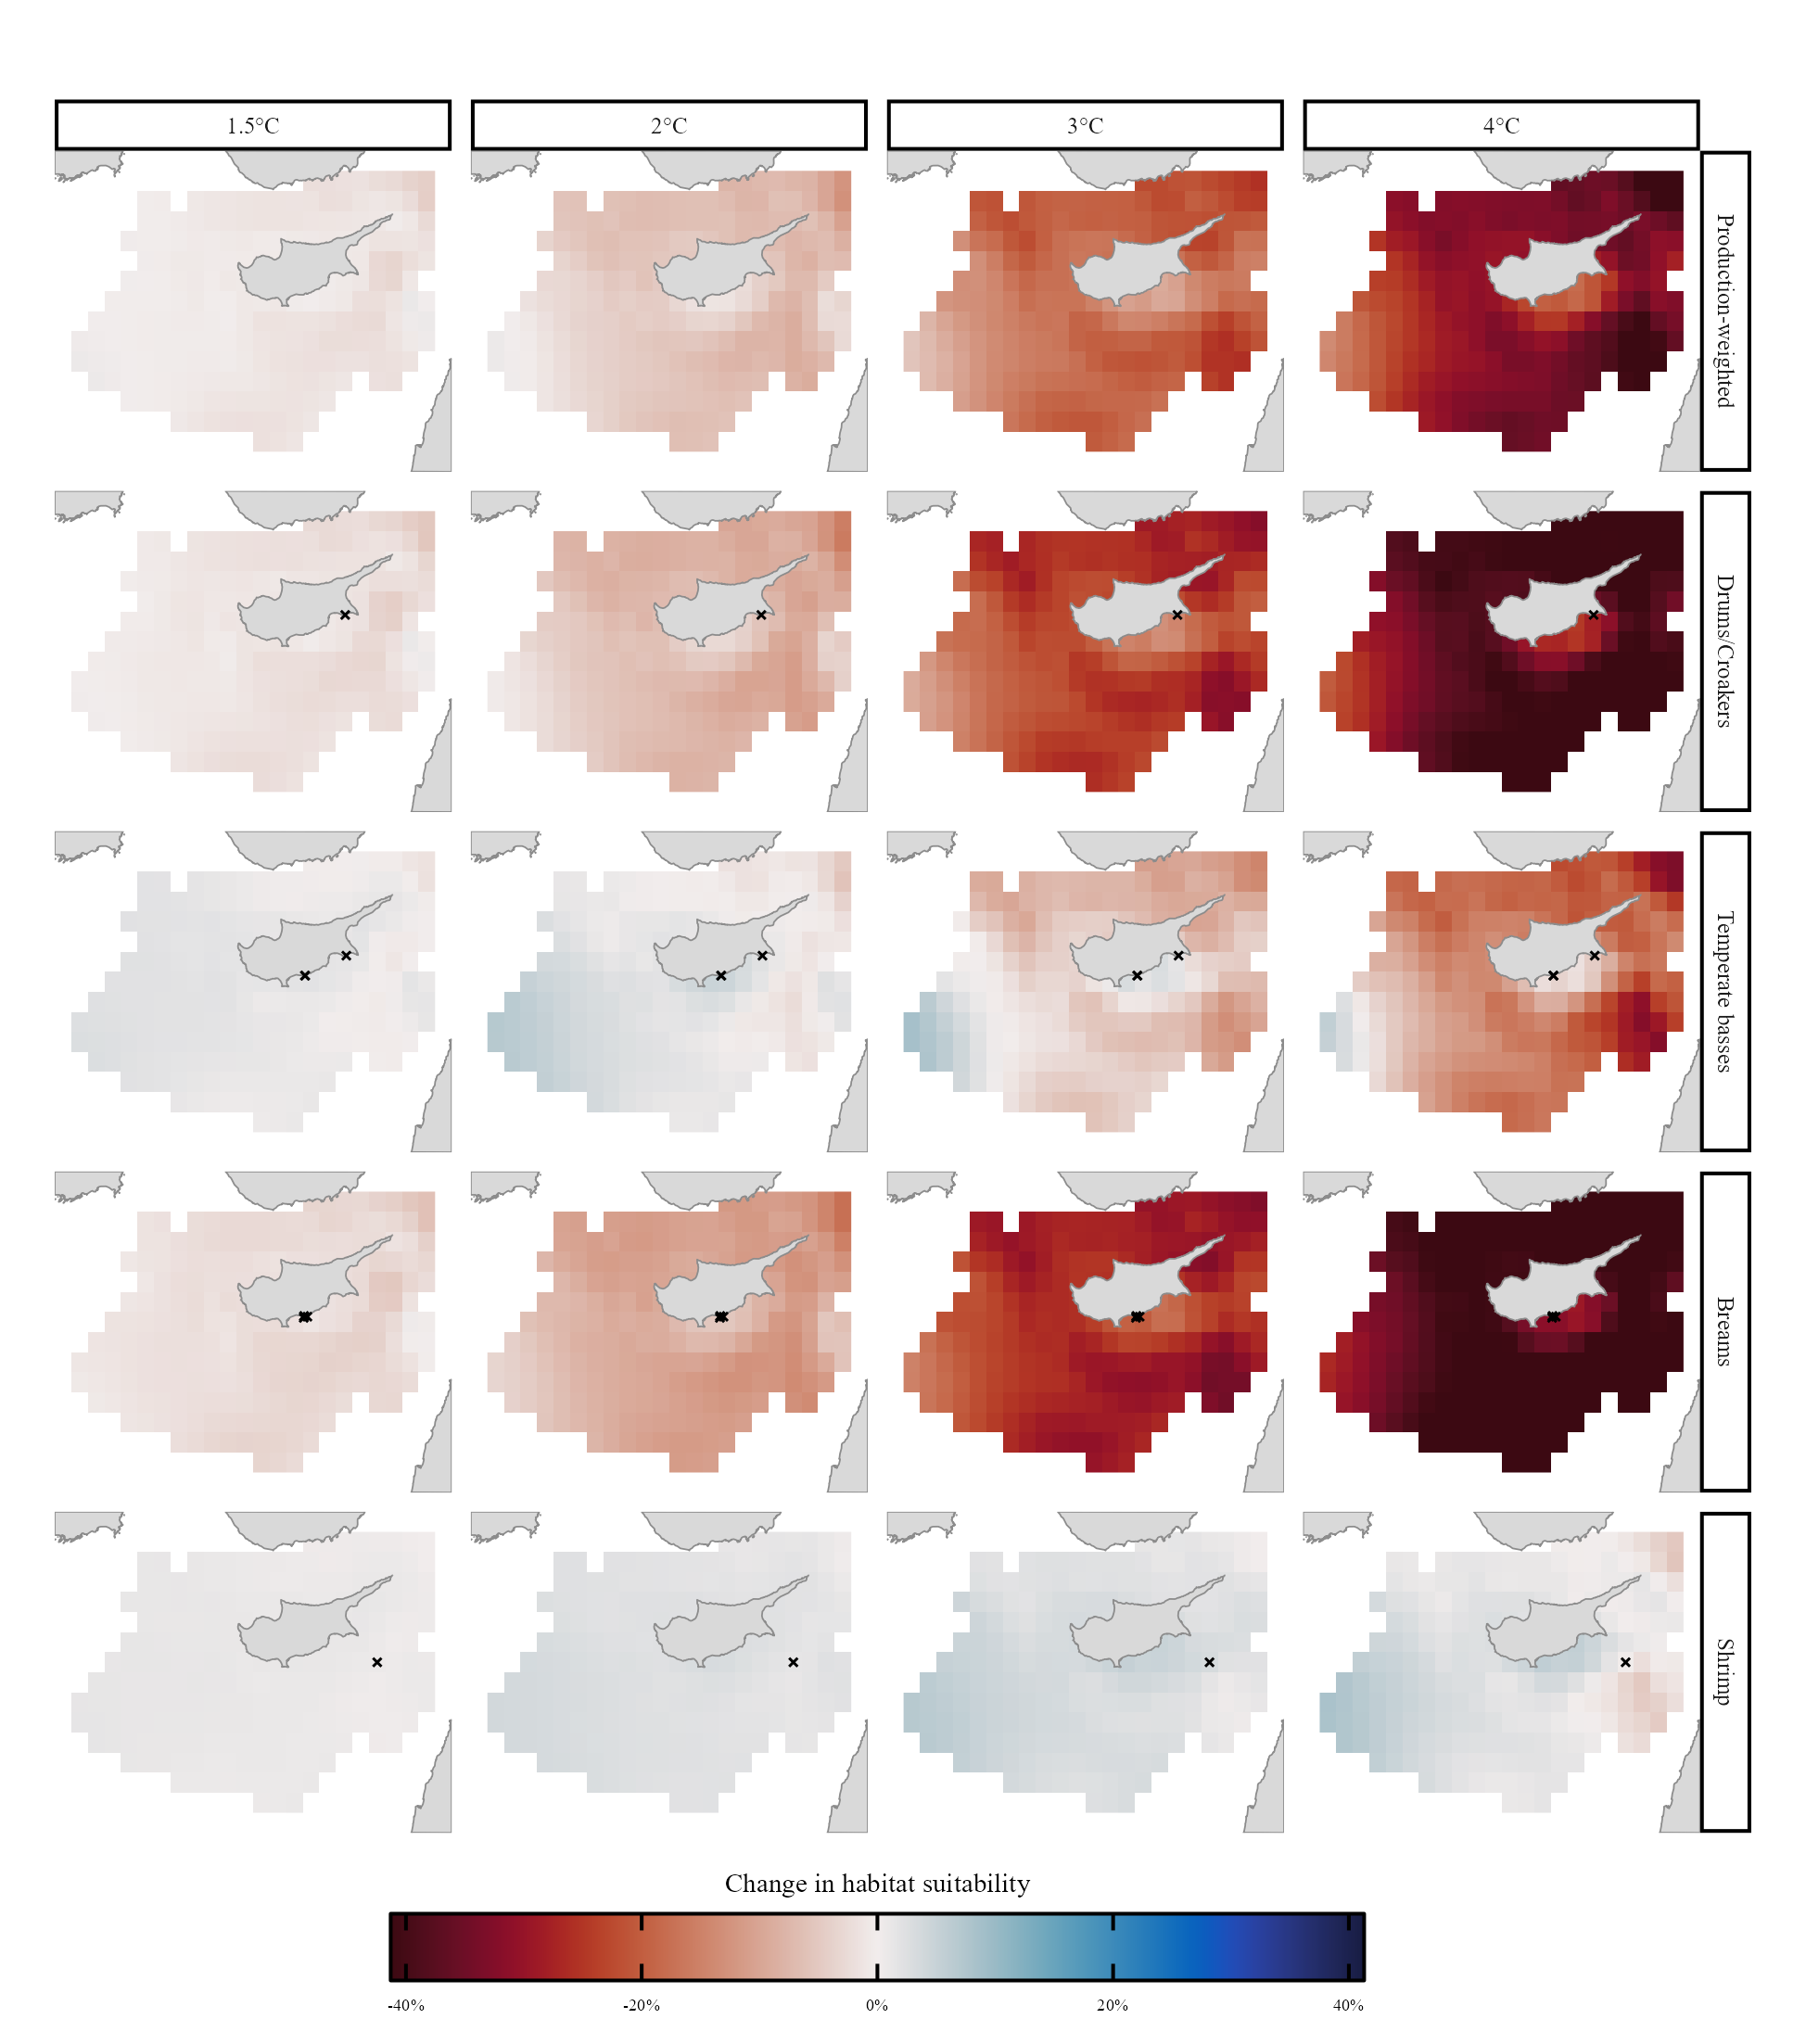 1.5°C
2°C
3°C
4°C
Production-weighted
Drums/Croakers
Temperate basses
Breams
Shrimp
Change in habitat suitability
-40%
-20%
0%
20%
40%